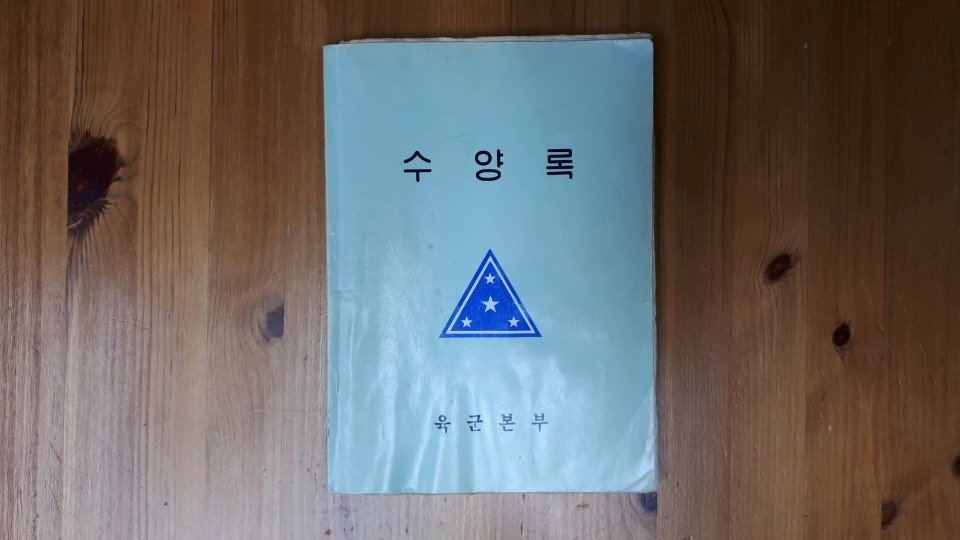 수 양 록
육 군 본 부